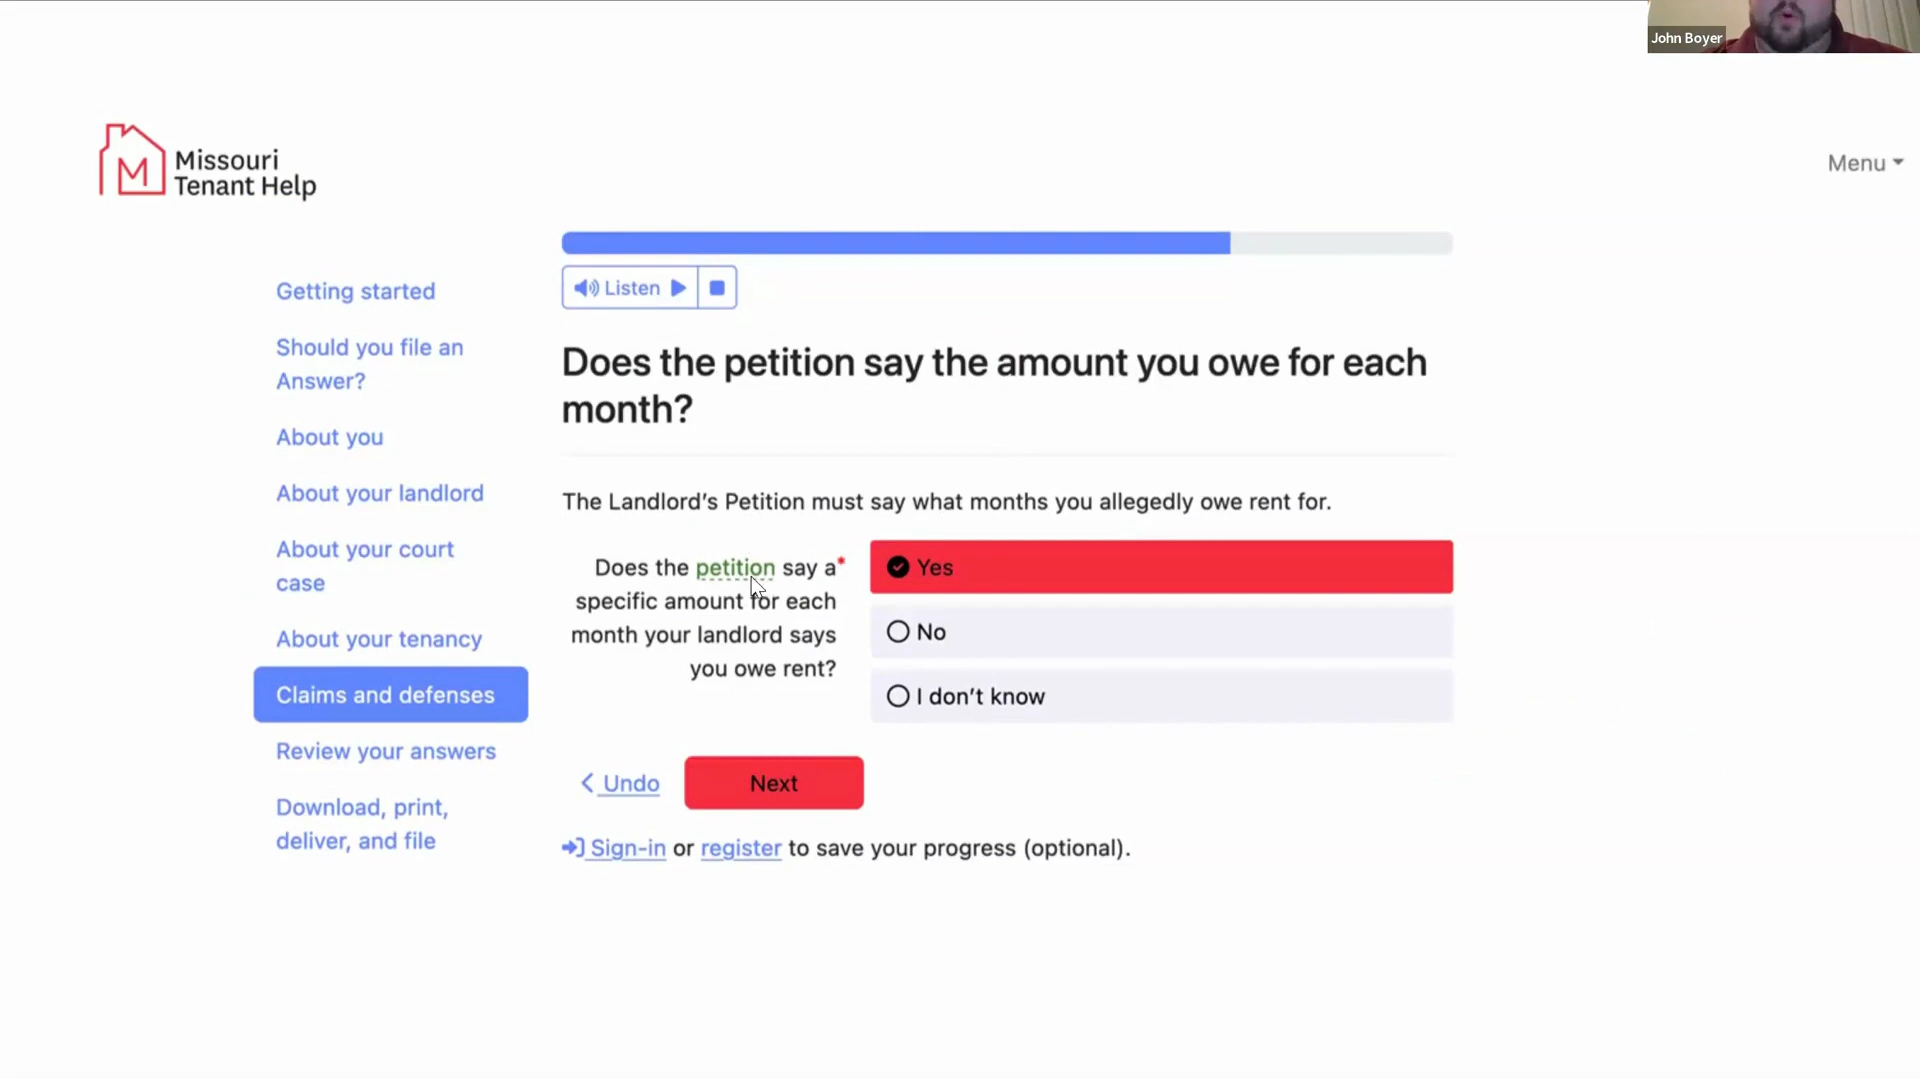 John Boyer
M
Missouri
Tenant Help
Menu
Listen
Getting started
Should you file an
Answer?
About you
About your landlord
About your court
case
About your tenancy
Claims and defenses
Review your answers
Download, print,
deliver, and file
Does the petition say the amount you owe for each
month?
The Landlord’s Petition must say what months you allegedly owe rent for.
Does the petition say a*
specific amount for each
month your landlord says
you owe rent?
Yes
No
I don’t know
Undo
Next
Sign-in or register to save your progress (optional).